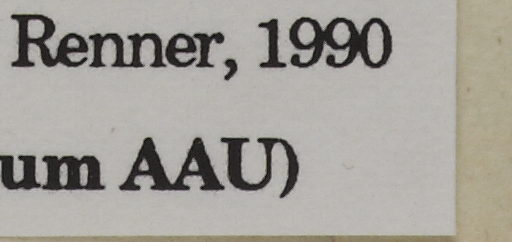 Renner, 1990
um AAU)